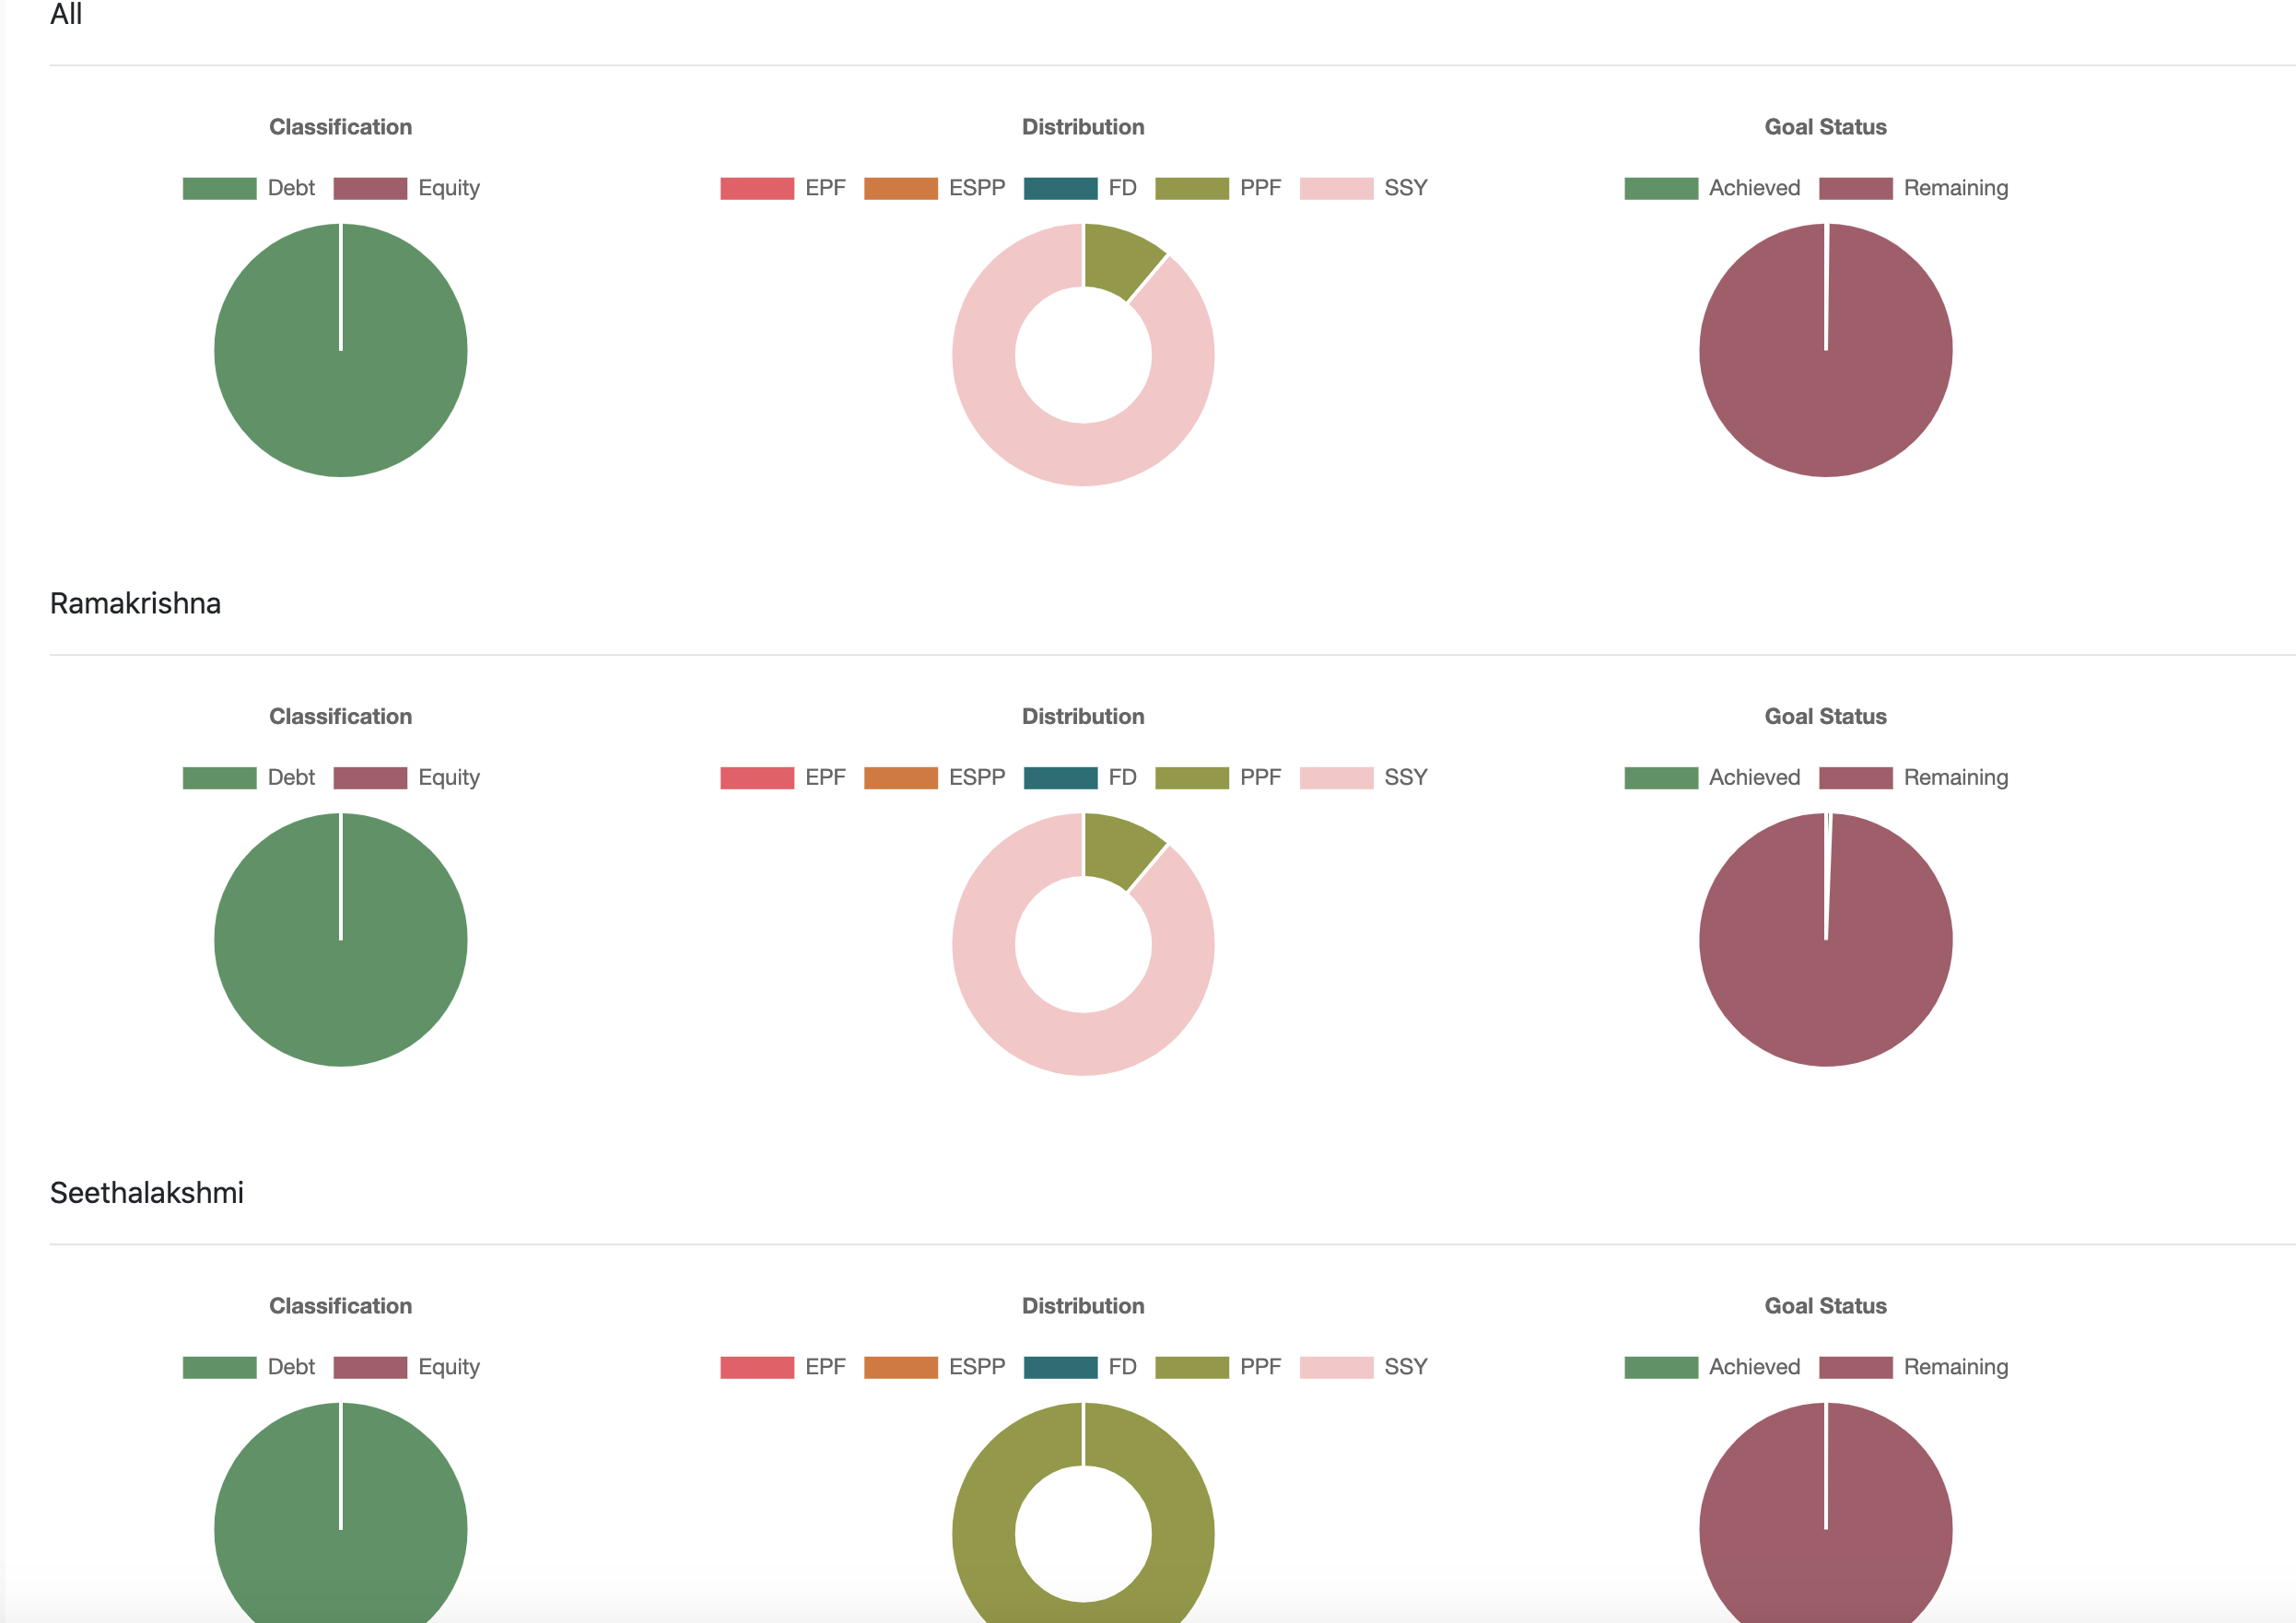 All
Classification Distribution Goal Status
Debt Equity EPF ESPP FD PPF SSY Achieved Remaining
Ramakrishna
Classification Distribution Goal Status
Debt Equity EPF ESPP FD PPF SSY Achieved Remaining
Seethalakshmi
Classification Distribution Goal Status
Debt Equity EPF ESPP FD PPF SSY Achieved Remaining